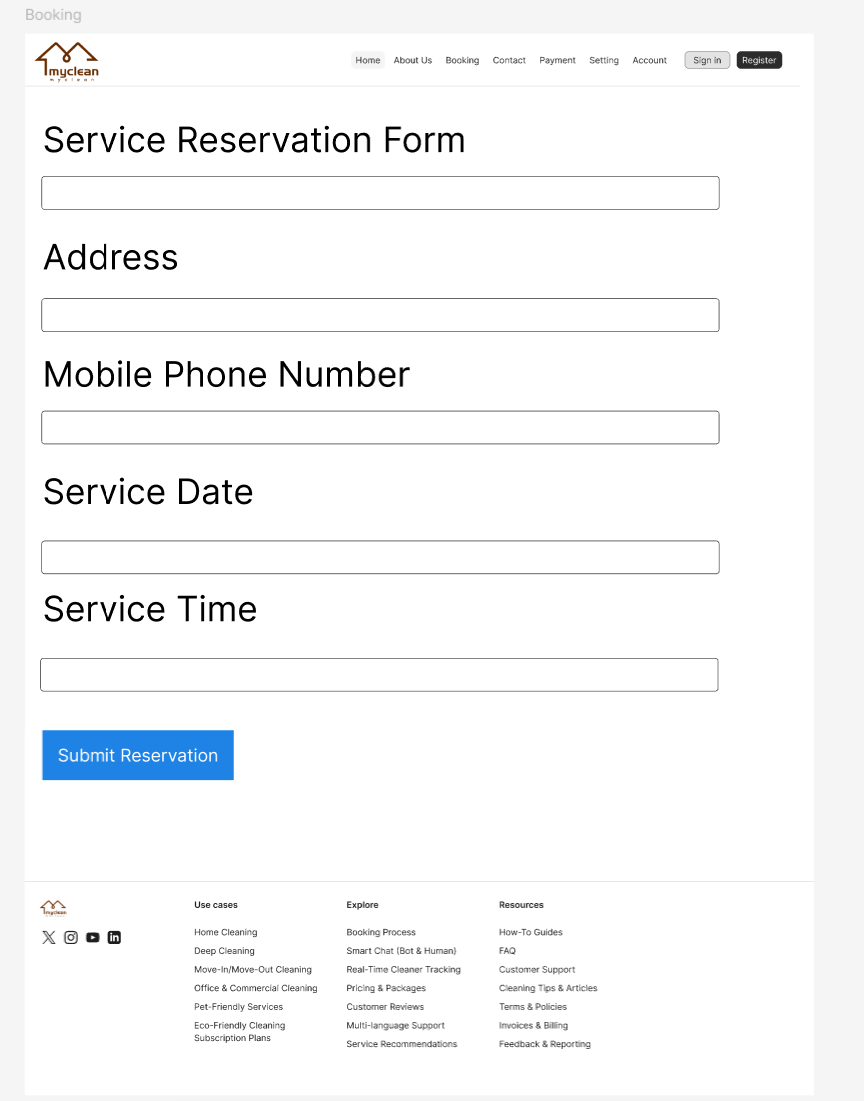 Booking
myclean
myclean
Home About Us Booking Contact Payment Setting Account Sign in Register
Service Reservation Form
Address
Mobile Phone Number
Service Date
Service Time
Submit Reservation
myclean
Use cases
Home Cleaning
Deep Cleaning
Move-In/Move-Out Cleaning
Office & Commercial Cleaning
Pet-Friendly Services
Eco-Friendly Cleaning
Subscription Plans
Explore
Booking Process
Smart Chat (Bot & Human)
Real-Time Cleaner Tracking
Pricing & Packages
Customer Reviews
Multi-language Support
Service Recommendations
Resources
How-To Guides
FAQ
Customer Support
Cleaning Tips & Articles
Terms & Policies
Invoices & Billing
Feedback & Reporting